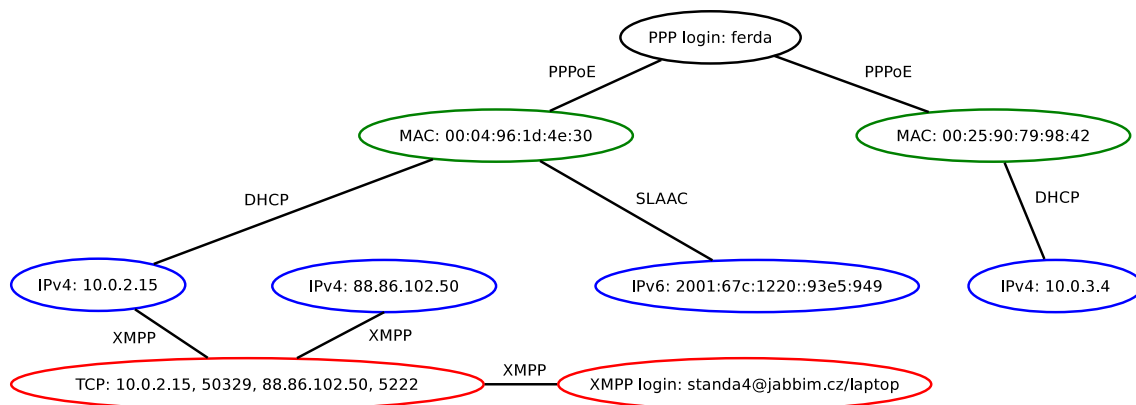 PPP login: ferda
PPPoE
PPPoE
MAC: 00:04:96:1d:4e:30
MAC: 00:25:90:79:98:42
DHCP
SLAAC
DHCP
IPv4: 10.0.2.15
IPv4: 88.86.102.50
IPv6: 2001:67c:1220::93e5:949
IPv4: 10.0.3.4
XMPP
XMPP
TCP: 10.0.2.15, 50329, 88.86.102.50, 5222
XMPP
XMPP login: standa4@jabbim.cz/laptop